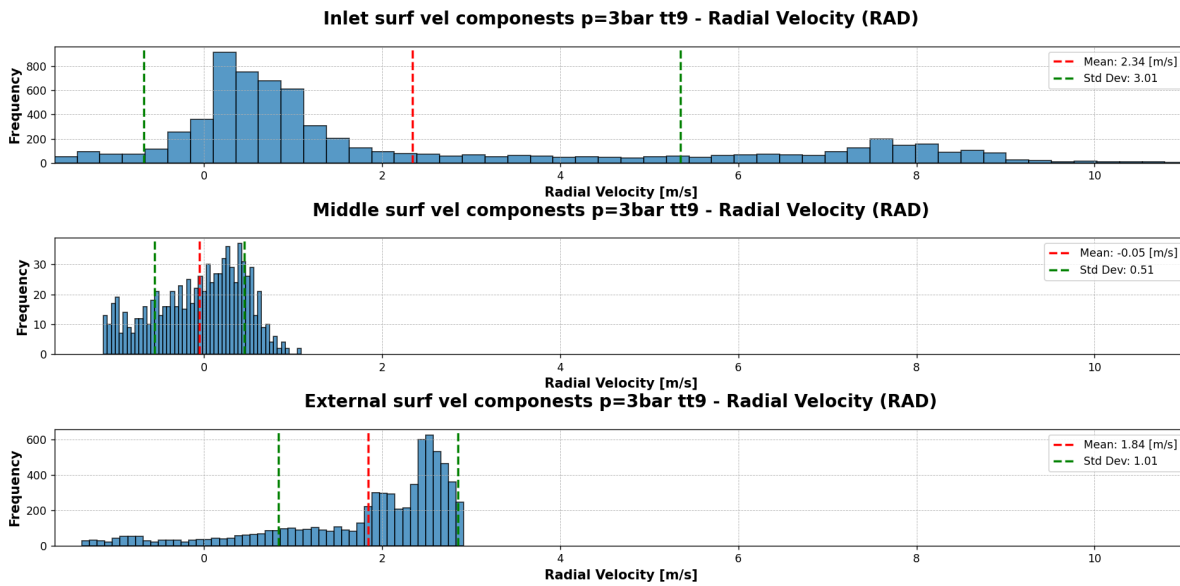 Inlet surf vel componests p=3bar tt9 - Radial Velocity (RAD)
Frequency
800
600
400
200
0
Mean: 2.34 [m/s]
Std Dev: 3.01
0 2 4 6 8 10
Radial Velocity [m/s]
Middle surf vel componests p=3bar tt9 - Radial Velocity (RAD)
Frequency
30
20
10
0
Mean: -0.05 [m/s]
Std Dev: 0.51
0 2 4 6 8 10
Radial Velocity [m/s]
External surf vel componests p=3bar tt9 - Radial Velocity (RAD)
Frequency
600
400
200
0
Mean: 1.84 [m/s]
Std Dev: 1.01
0 2 4 6 8 10
Radial Velocity [m/s]